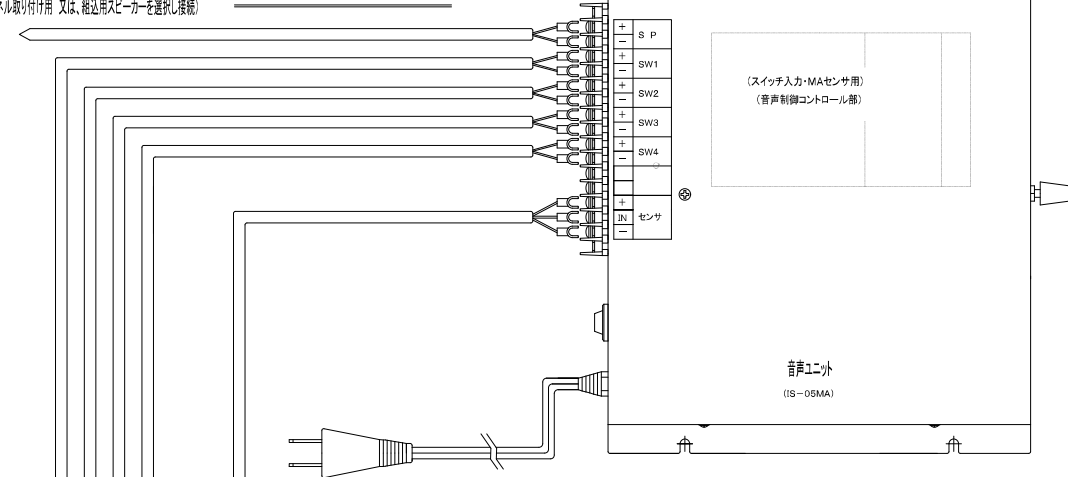 ネル取り付け用 又は、組込用スピーカーを選択し接続)
+
S P
−
+
SW1
−
+
SW2
−
+
SW3
−
+
SW4
−
+
IN センサ
−
(スイッチ入力・MAセンサ用)
(音声制御コントロール部)
音声ユニット
(IS−05MA)